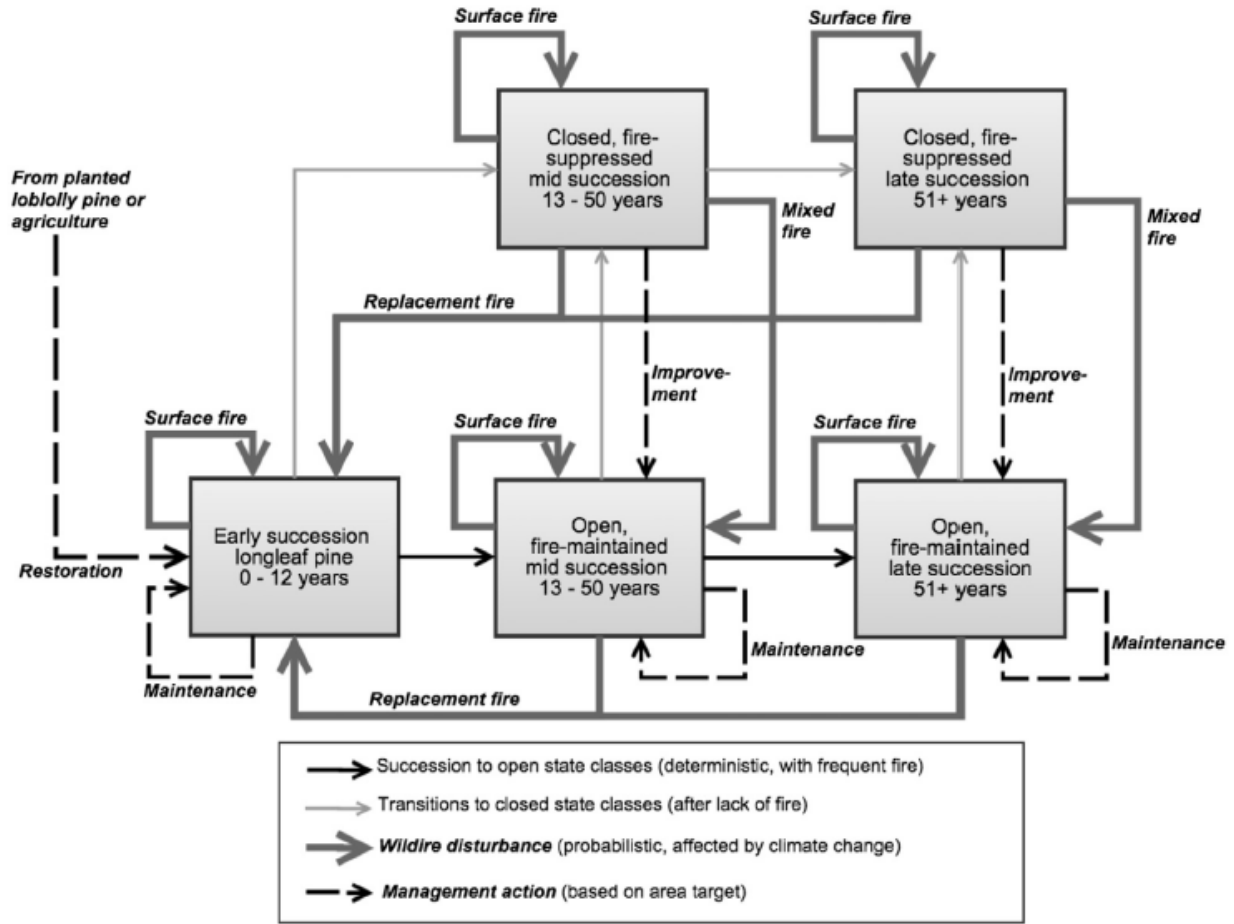 Surface fire
Surface fire
Closed, fire-
suppressed
mid succession
13 - 50 years
Closed, fire-
suppressed
late succession
51+ years
From planted
loblolly pine or
agriculture
Mixed
fire
Mixed
fire
Replacement fire
Improve-
ment
Improve-
ment
Surface fire
Surface fire
Surface fire
Early succession
longleaf pine
0 - 12 years
Open,
fire-maintained
mid succession
13 - 50 years
Open,
fire-maintained
late succession
51+ years
Restoration
Maintenance
Maintenance
Maintenance
Replacement fire
Succession to open state classes (deterministic, with frequent fire)
Transitions to closed state classes (after lack of fire)
Wildire disturbance (probabilistic, affected by climate change)
Management action (based on area target)